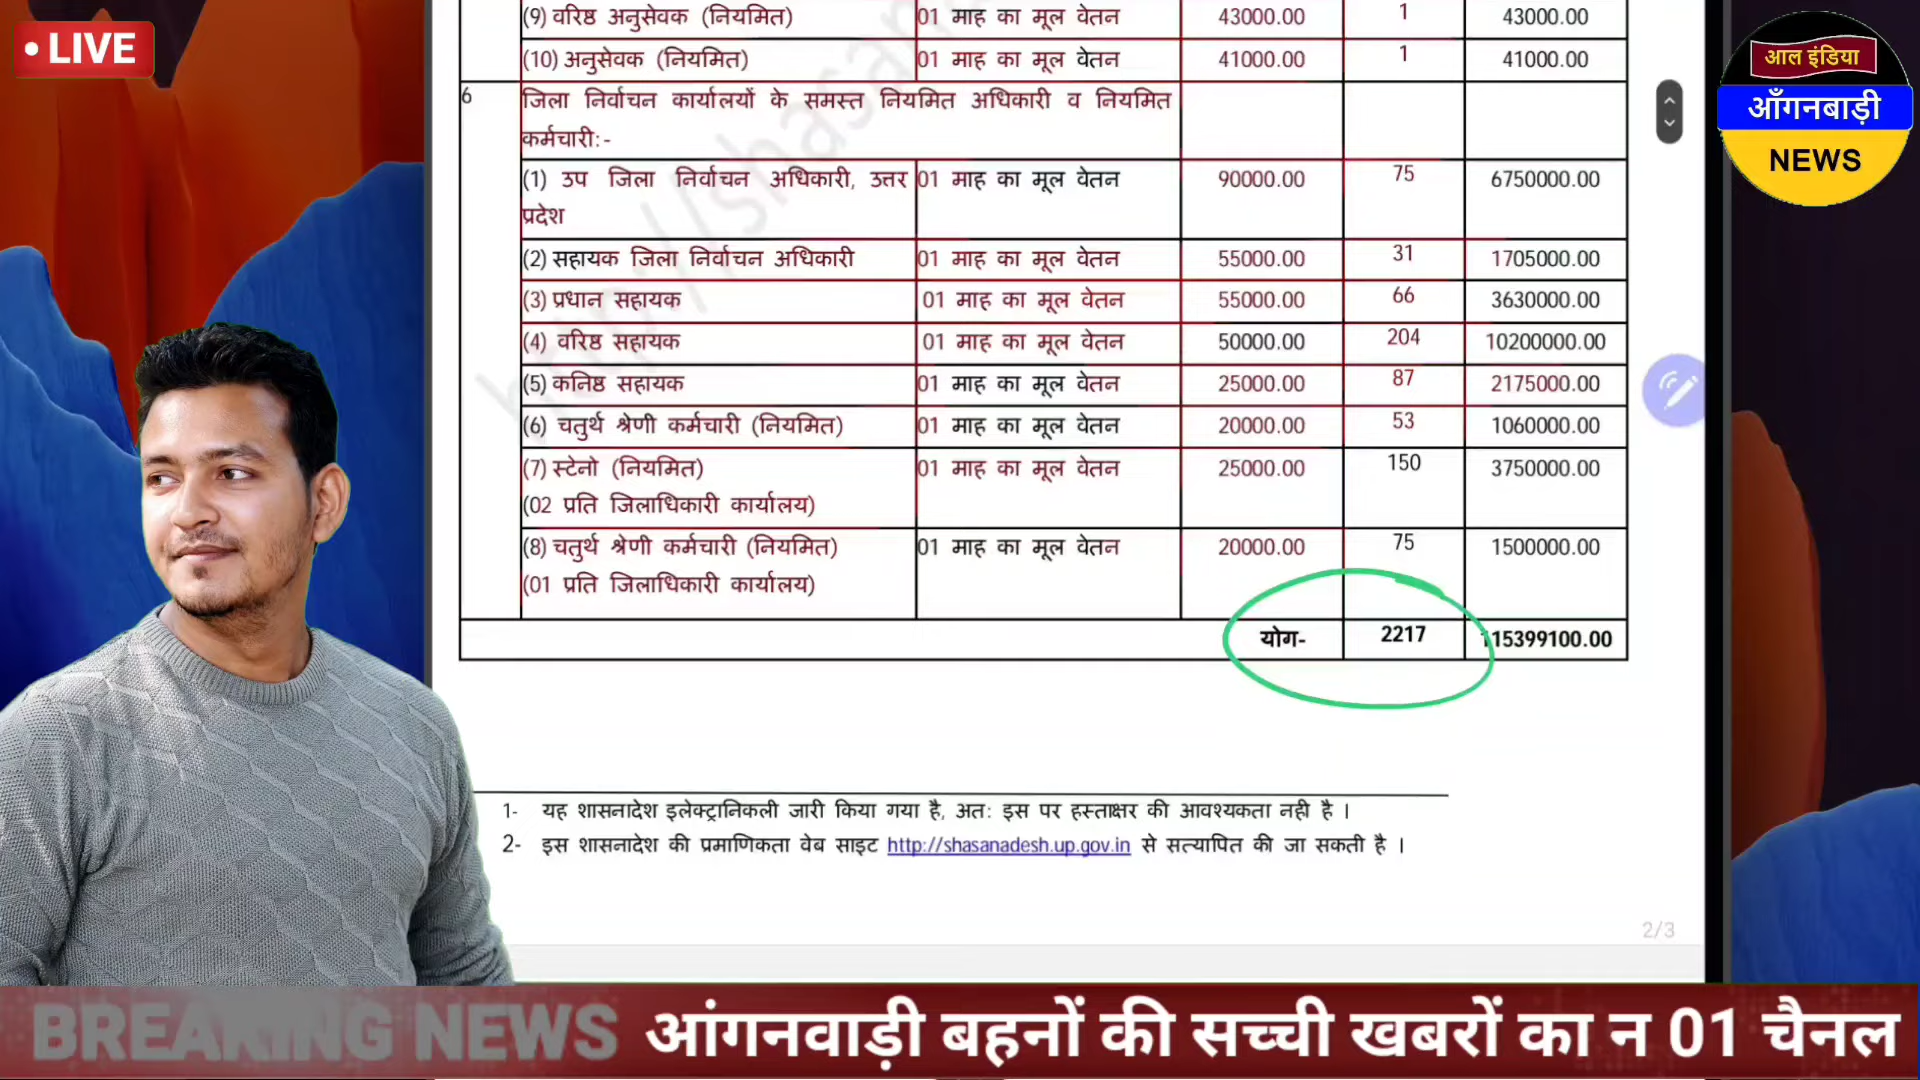 • LIVE
आल इंडिया
आँगनबाड़ी
NEWS
(9) वरिष्ठ अनुसेवक (नियमित) 01 माह का मूल वेतन 43000.00 1 43000.00
(10) अनुसेवक (नियमित) 01 माह का मूल वेतन 41000.00 1 41000.00
6 जिला निर्वाचन कार्यालयों के समस्त नियमित अधिकारी व नियमित
कर्मचारी:-
(1) उप जिला निर्वाचन अधिकारी, उत्तर 01 माह का मूल वेतन 90000.00 75 6750000.00
प्रदेश
(2) सहायक जिला निर्वाचन अधिकारी 01 माह का मूल वेतन 55000.00 31 1705000.00
(3) प्रधान सहायक 01 माह का मूल वेतन 55000.00 66 3630000.00
(4) वरिष्ठ सहायक 01 माह का मूल वेतन 50000.00 204 10200000.00
(5) कनिष्ठ सहायक 01 माह का मूल वेतन 25000.00 87 2175000.00
(6) चतुर्थ श्रेणी कर्मचारी (नियमित) 01 माह का मूल वेतन 20000.00 53 1060000.00
(7) स्टेनो (नियमित) 01 माह का मूल वेतन 25000.00 150 3750000.00
(02 प्रति जिलाधिकारी कार्यालय)
(8) चतुर्थ श्रेणी कर्मचारी (नियमित) 01 माह का मूल वेतन 20000.00 75 1500000.00
(01 प्रति जिलाधिकारी कार्यालय)
योग- 2217 115399100.00
1- यह शासनादेश इलेक्ट्रानिकली जारी किया गया है, अत: इस पर हस्ताक्षर की आवश्यकता नही है ।
2- इस शासनादेश की प्रमाणिकता वेब साइट http://shasanadesh.up.gov.in से सत्यापित की जा सकती है ।
2/3
BREAKING NEWS आंगनवाड़ी बहनों की सच्ची खबरों का न 01 चैनल